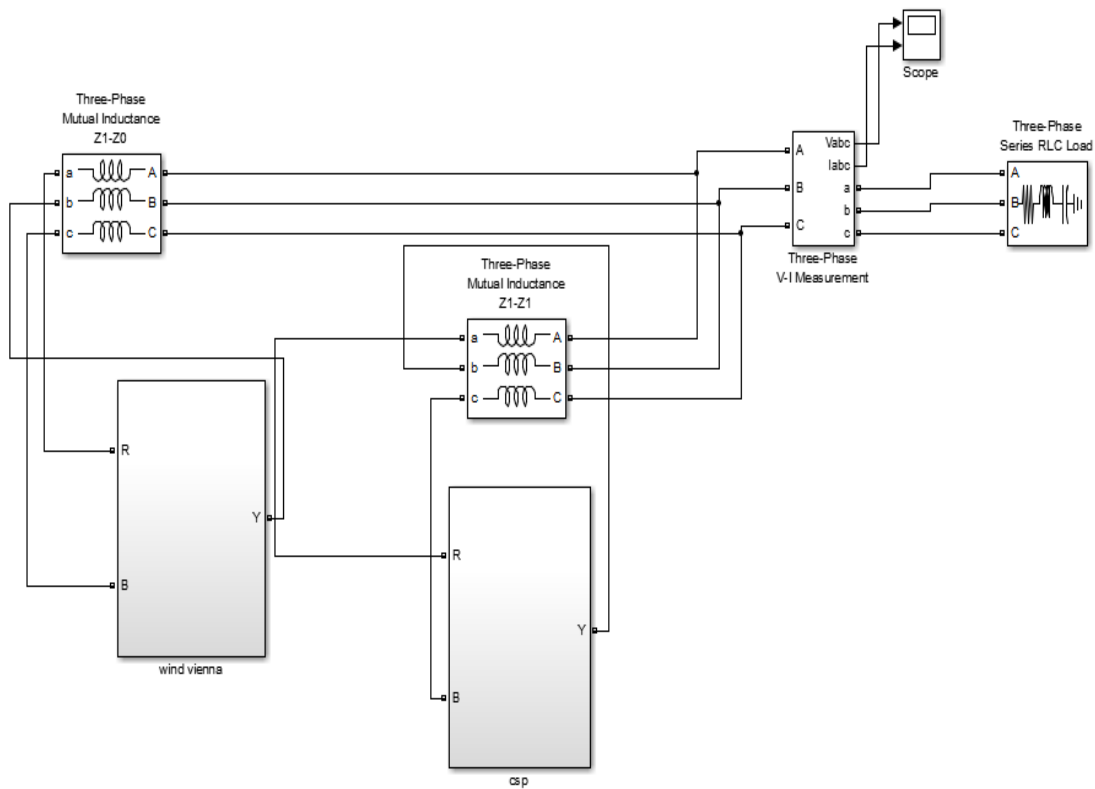 Scope
Three-Phase
Mutual Inductance
Z1-Z0
a
A
b
B
c
C
A
B
C
Vabc
Iabc
a
b
c
Three-Phase
V-I Measurement
Three-Phase
Series RLC Load
A
B
C
Three-Phase
Mutual Inductance
Z1-Z1
a
A
b
B
c
C
R
Y
B
wind vienna
R
Y
B
csp